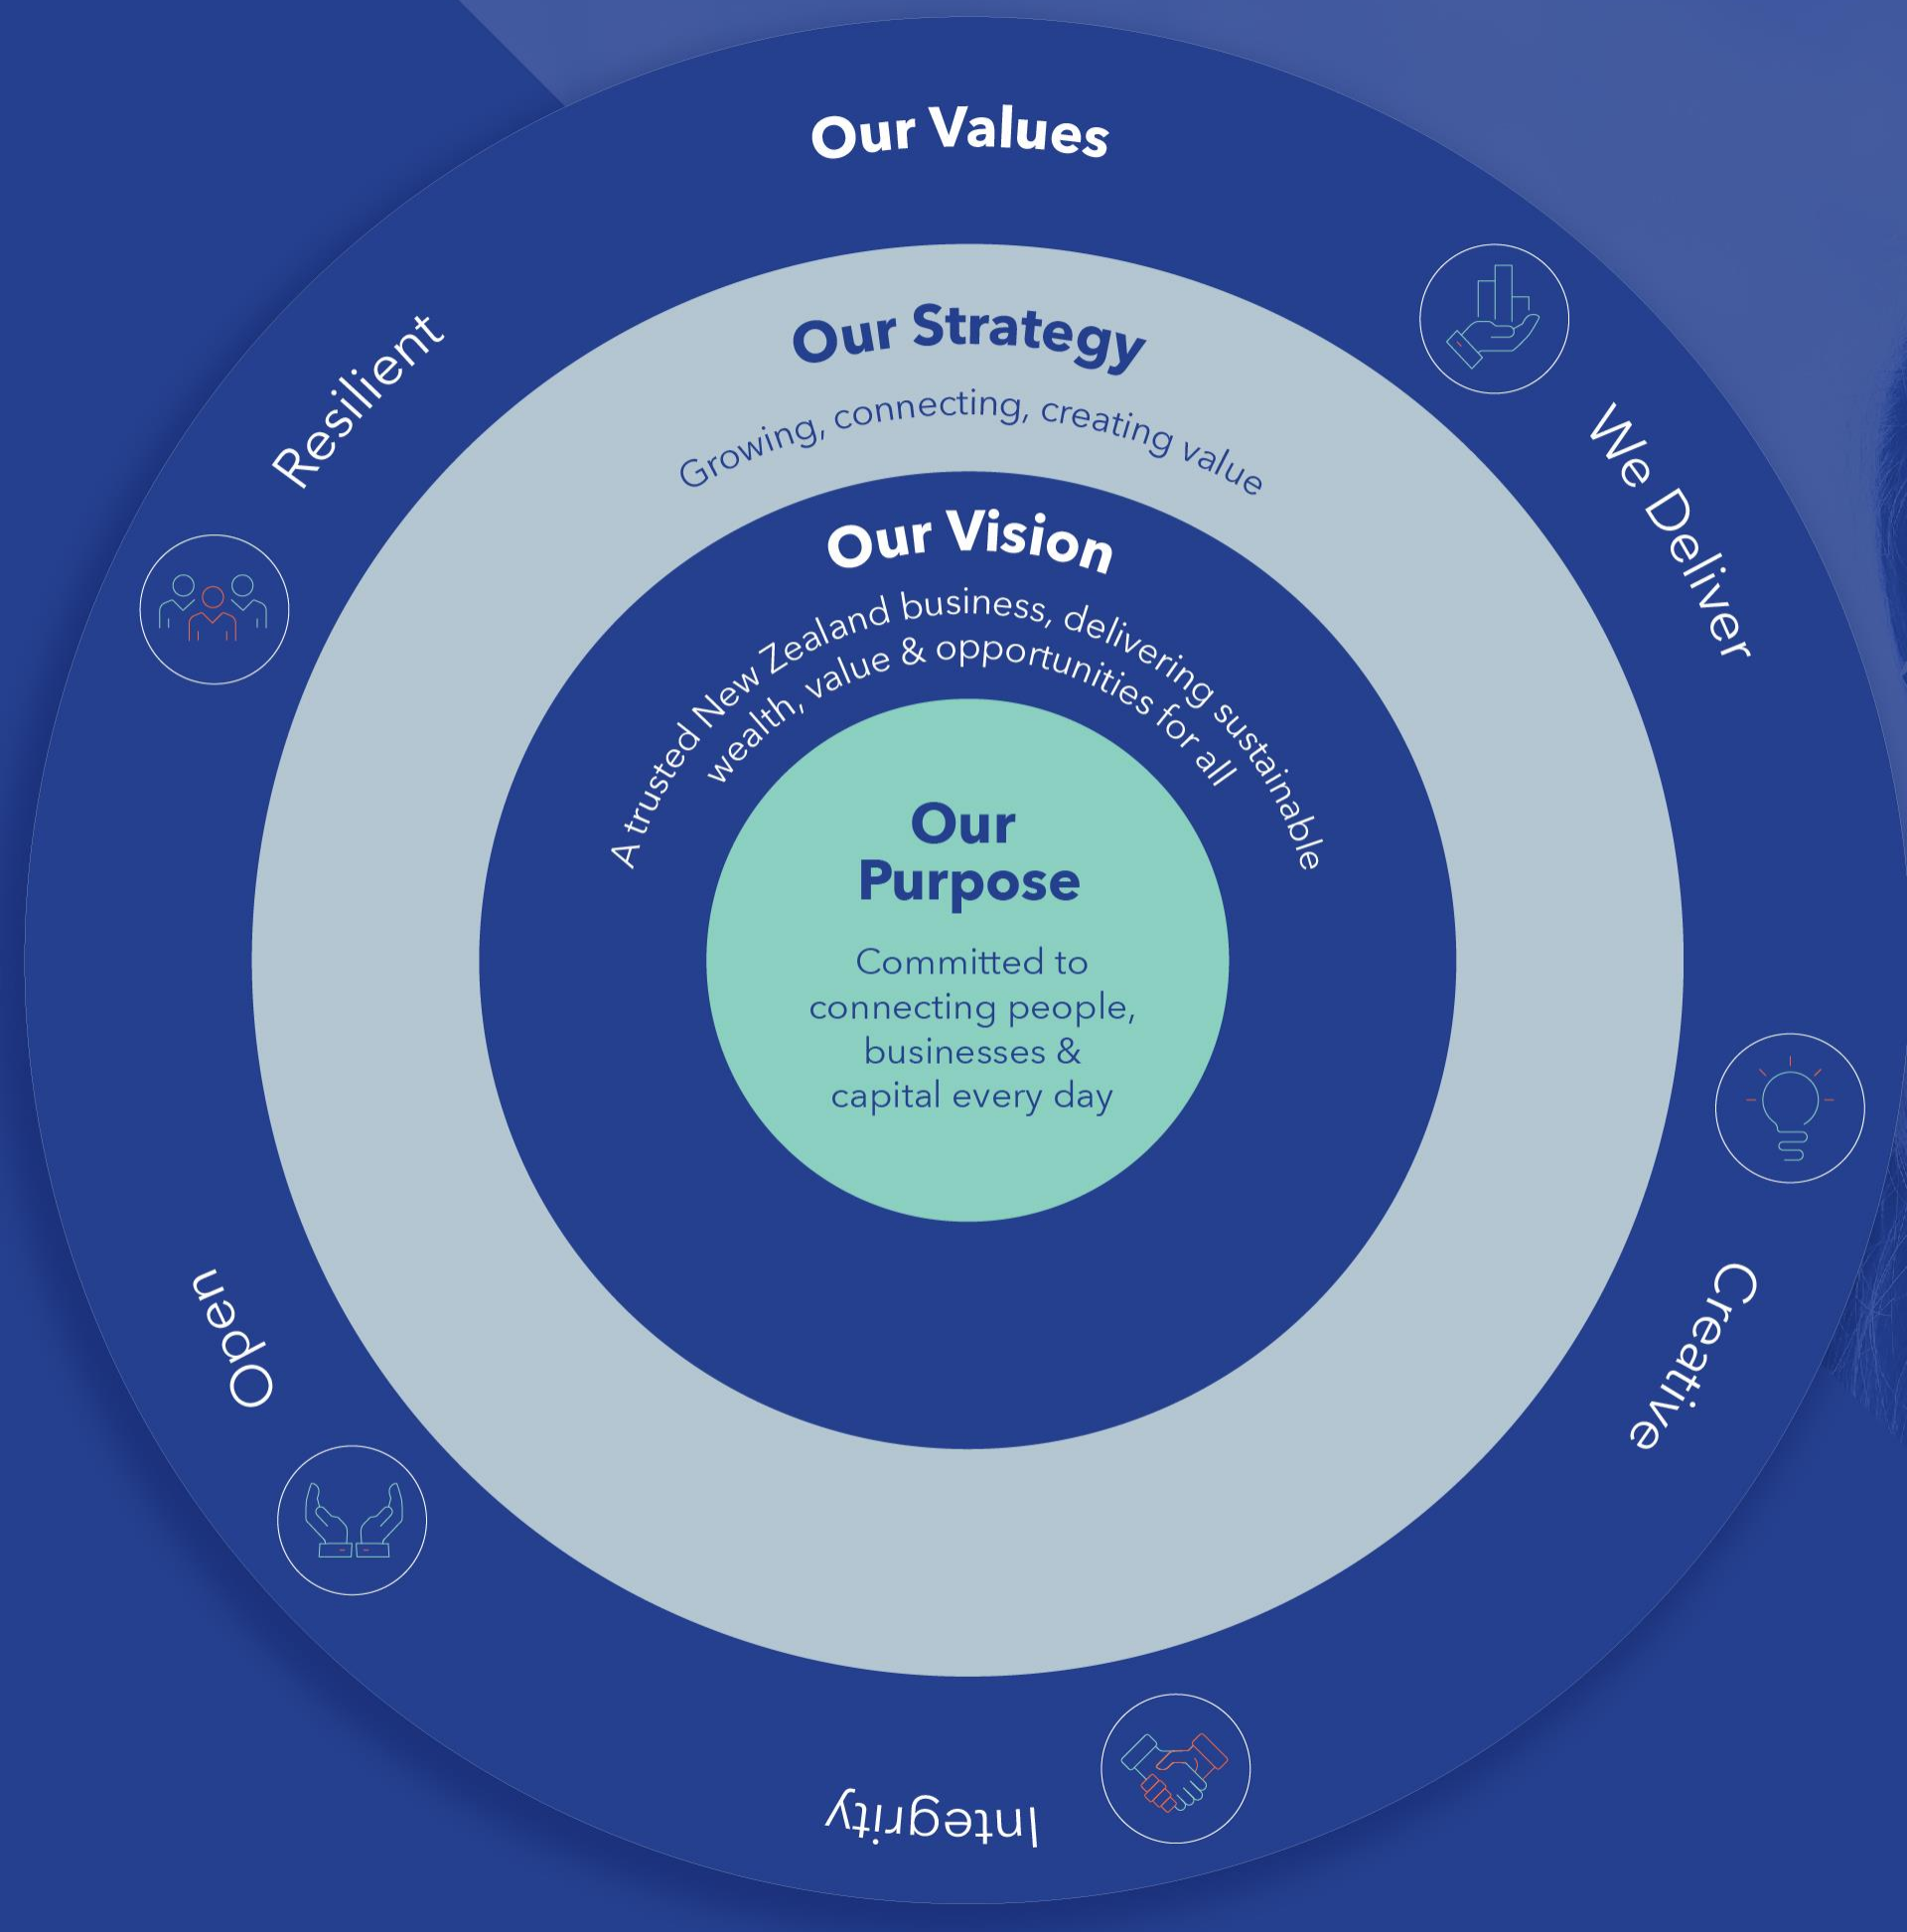 Our Values
We Deliver
Creative
Integrity
Open
Resilient
Our Strategy
Growing, connecting, creating value
Our Vision
A trusted New Zealand business, delivering sustainable
wealth, value & opportunities for all
Our
Purpose
Committed to
connecting people,
businesses &
capital every day